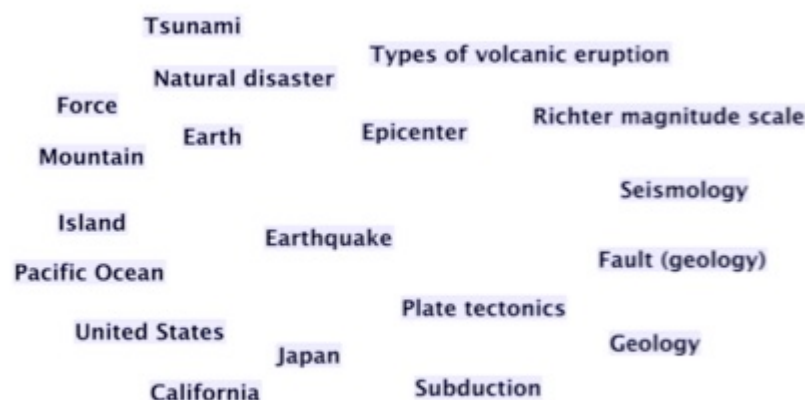 Tsunami
Types of volcanic eruption
Natural disaster
Force
Richter magnitude scale
Earth
Epicenter
Mountain
Seismology
Island
Earthquake
Fault (geology)
Pacific Ocean
Plate tectonics
United States
Geology
Japan
California
Subduction